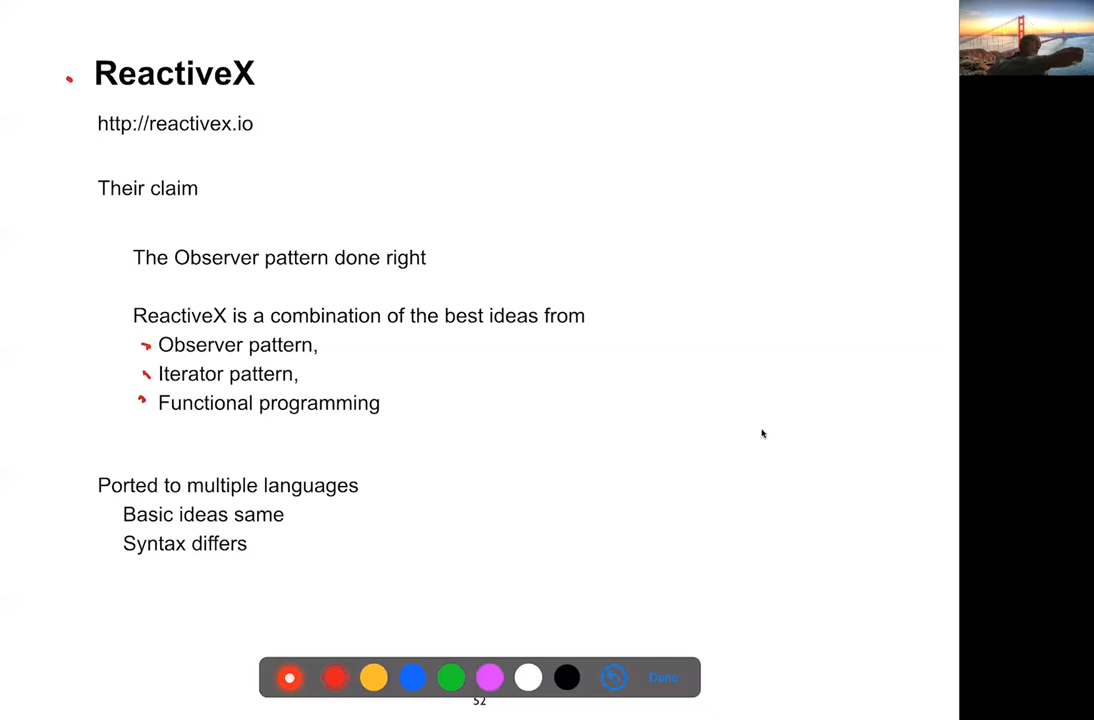 ReactiveX
http://reactivex.io
Their claim
The Observer pattern done right
ReactiveX is a combination of the best ideas from
Observer pattern,
Iterator pattern,
Functional programming
Ported to multiple languages
Basic ideas same
Syntax differs
Done
52